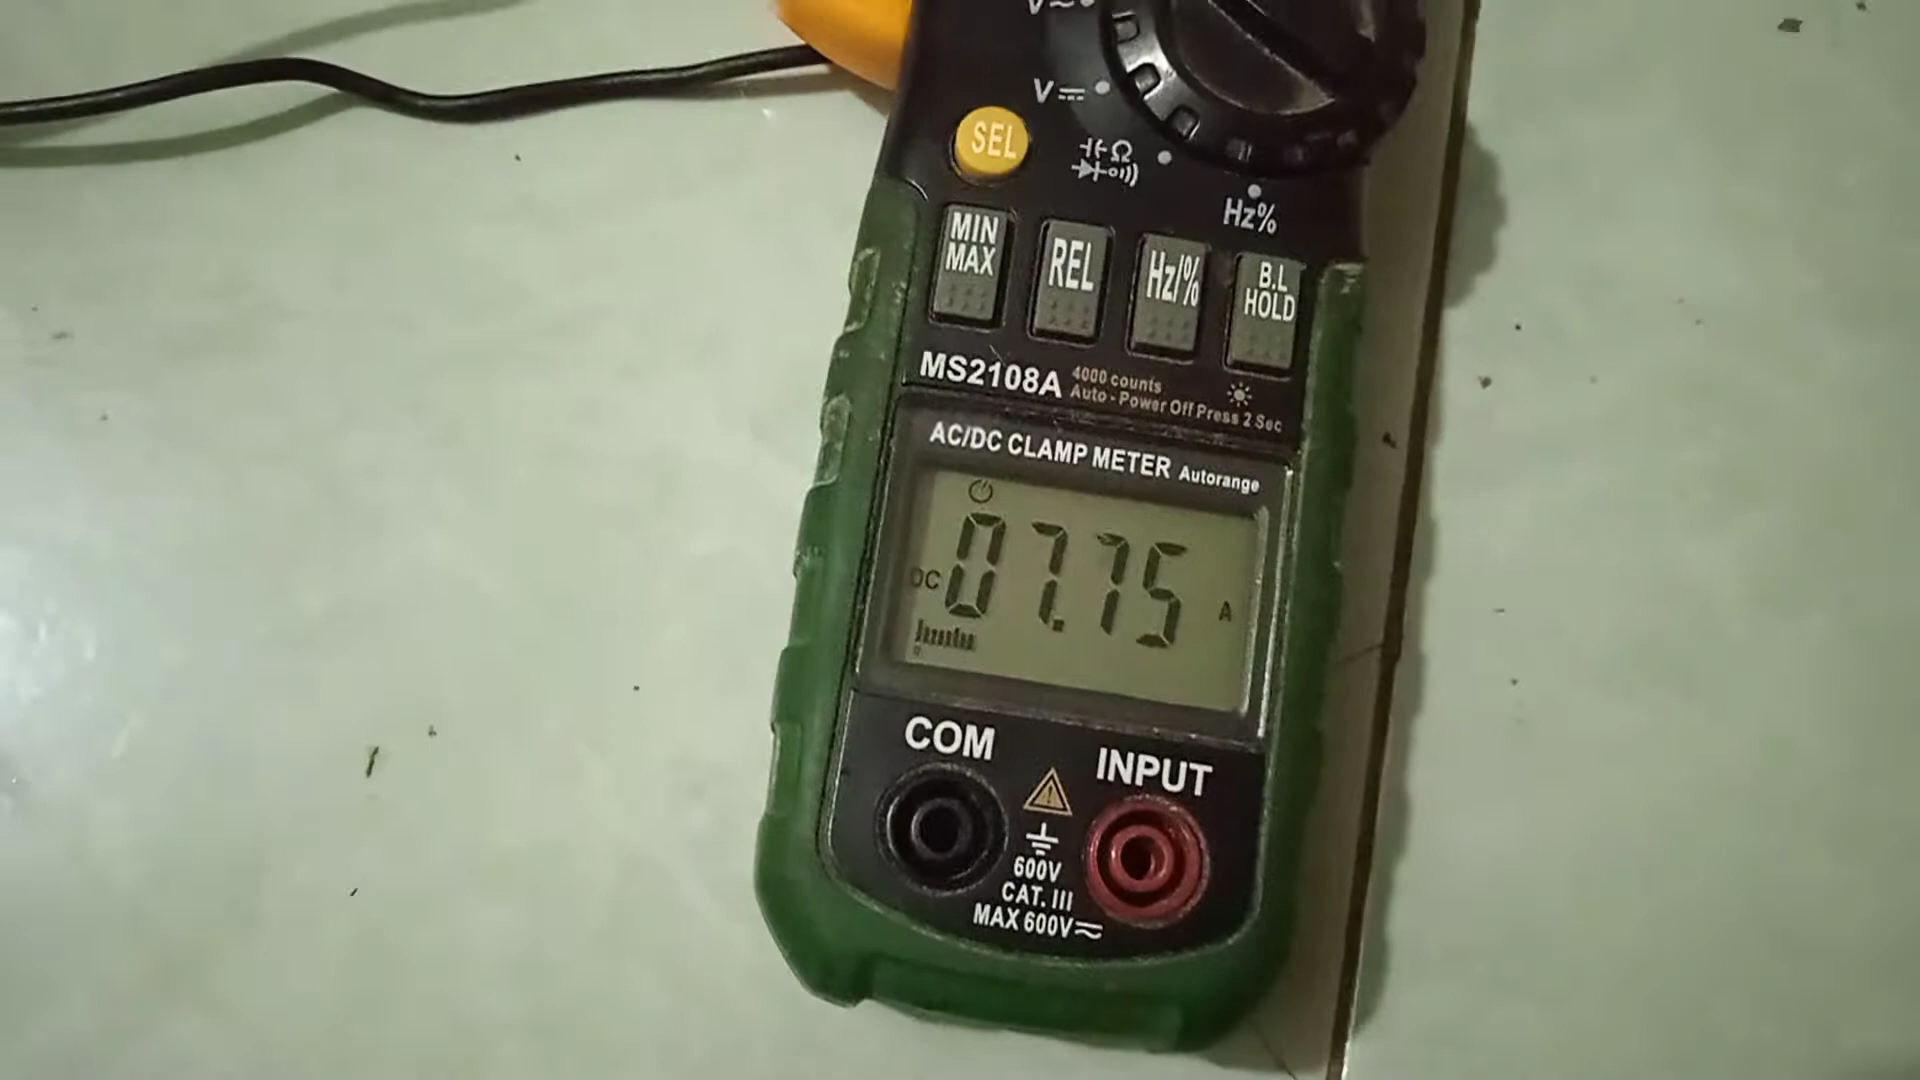 V~
V⎓
SEL
Ω
Hz%
MIN
MAX
REL
Hz/%
B.L
HOLD
MS2108A
4000 counts
Auto - Power Off Press 2 Sec
AC/DC CLAMP METER Autorange
DC 07.75 A
0
COM
INPUT
600V
CAT. III
MAX 600V